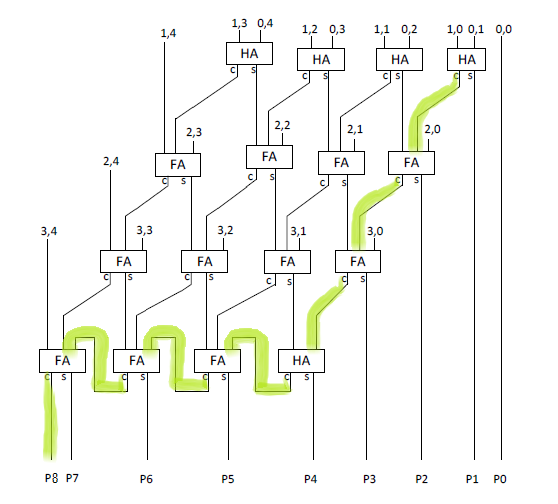 1,3 0,4 1,2 0,3 1,1 0,2 1,0 0,1 0,0
1,4
HA HA HA HA
c s c s c s c s
2,3 2,2 2,1 2,0
FA FA FA FA
2,4
c s c s c s c s
3,4 3,3 3,2 3,1 3,0
FA FA FA FA
c s c s c s c s
FA FA FA HA
c s c s c s c s
P8 P7 P6 P5 P4 P3 P2 P1 P0